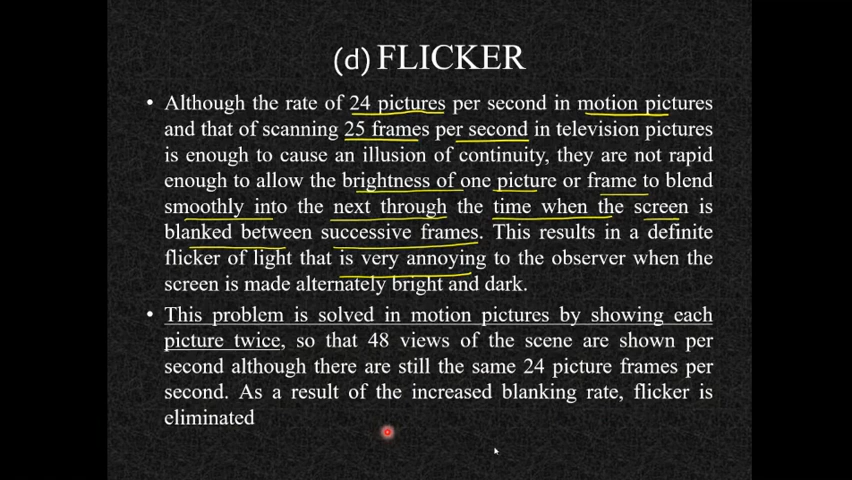 (d) FLICKER
• Although the rate of 24 pictures per second in motion pictures
and that of scanning 25 frames per second in television pictures
is enough to cause an illusion of continuity, they are not rapid
enough to allow the brightness of one picture or frame to blend
smoothly into the next through the time when the screen is
blanked between successive frames. This results in a definite
flicker of light that is very annoying to the observer when the
screen is made alternately bright and dark.
• This problem is solved in motion pictures by showing each
picture twice, so that 48 views of the scene are shown per
second although there are still the same 24 picture frames per
second. As a result of the increased blanking rate, flicker is
eliminated